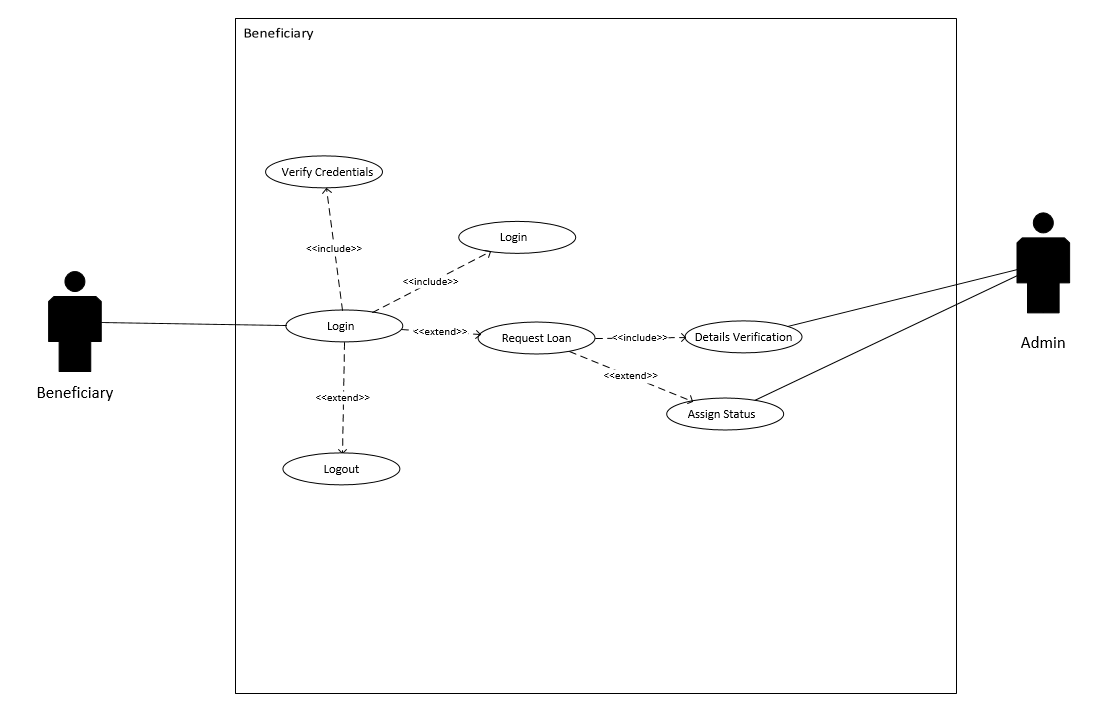 Beneficiary
Verify Credentials
Login
<<include>>
<<include>>
Login
<<extend>>
Request Loan
<<include>>
Details Verification
Admin
<<extend>>
Beneficiary
<<extend>>
Assign Status
Logout